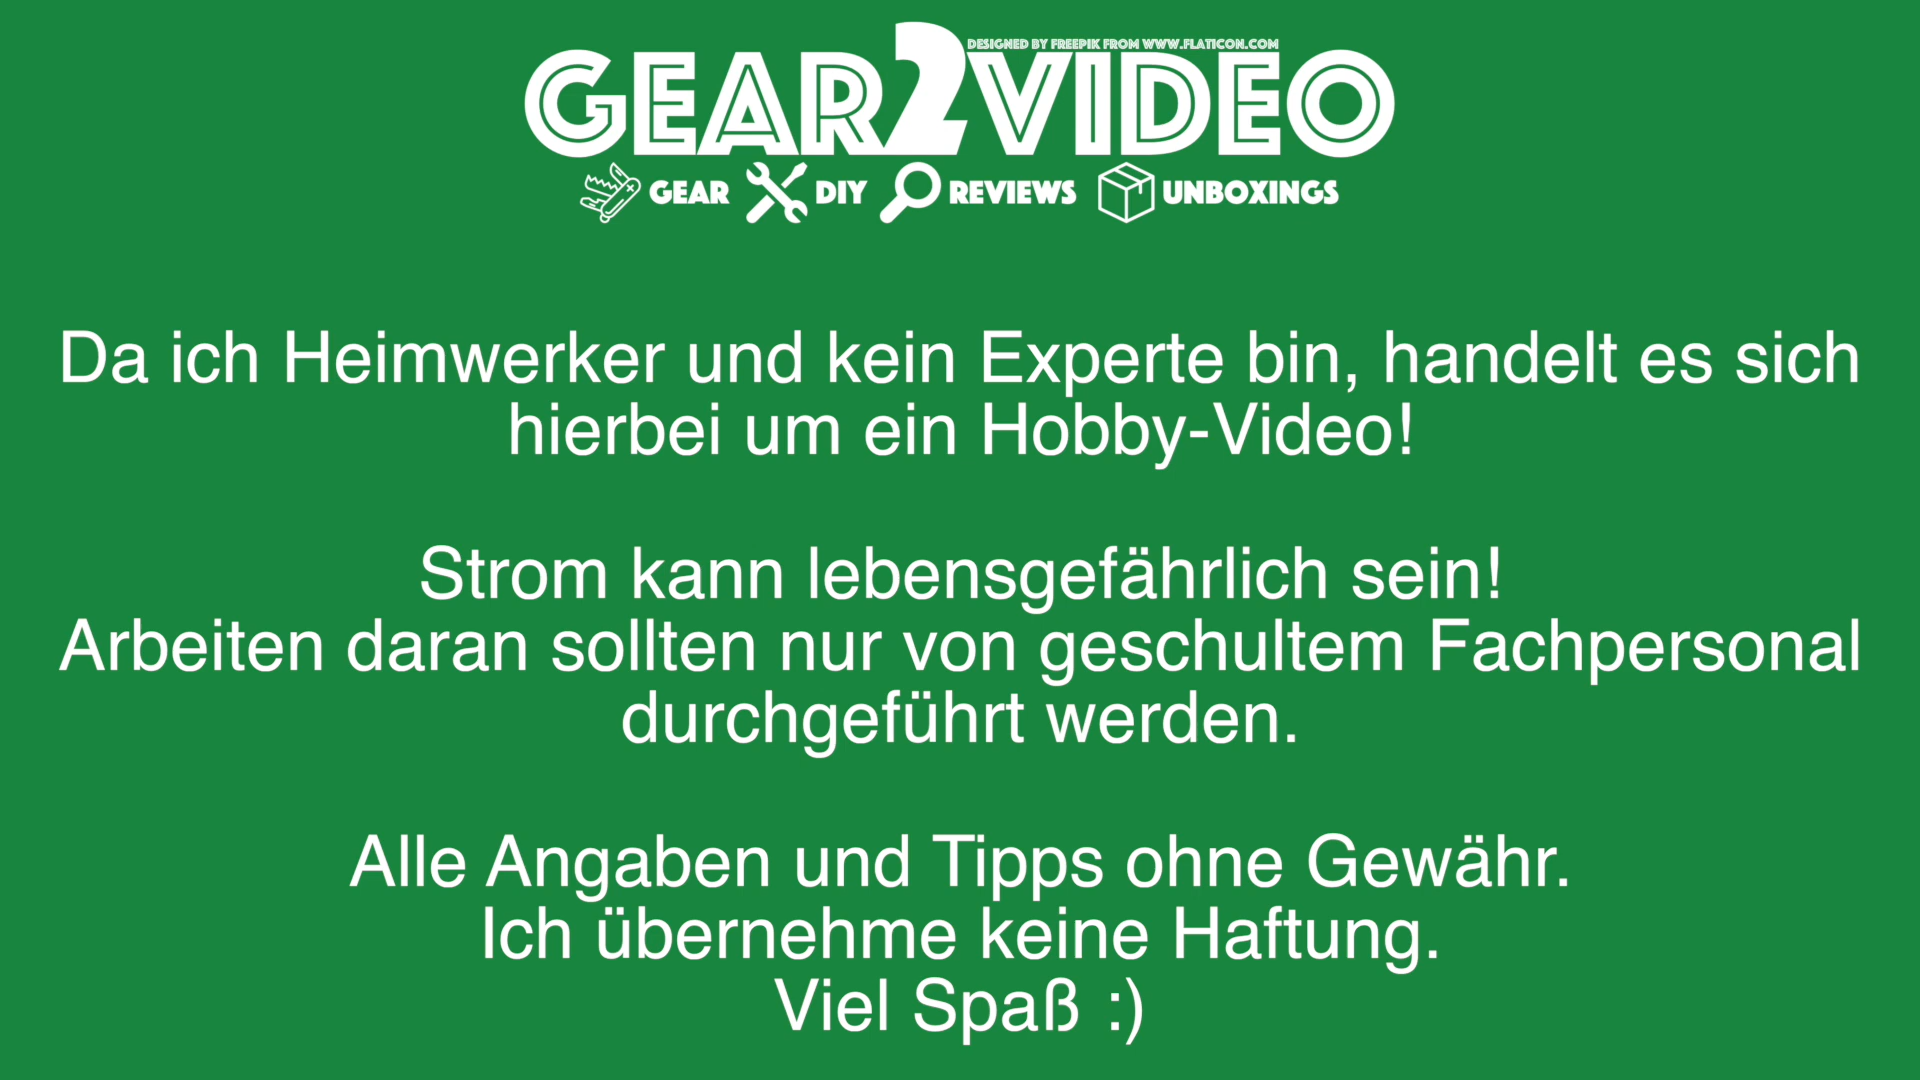 DESIGNED BY FREEPIK FROM WWW.FLATICON.COM
GEAR2VIDEO
GEAR DIY REVIEWS UNBOXINGS
Da ich Heimwerker und kein Experte bin, handelt es sich
hierbei um ein Hobby-Video!
Strom kann lebensgefährlich sein!
Arbeiten daran sollten nur von geschultem Fachpersonal
durchgeführt werden.
Alle Angaben und Tipps ohne Gewähr.
Ich übernehme keine Haftung.
Viel Spaß :)